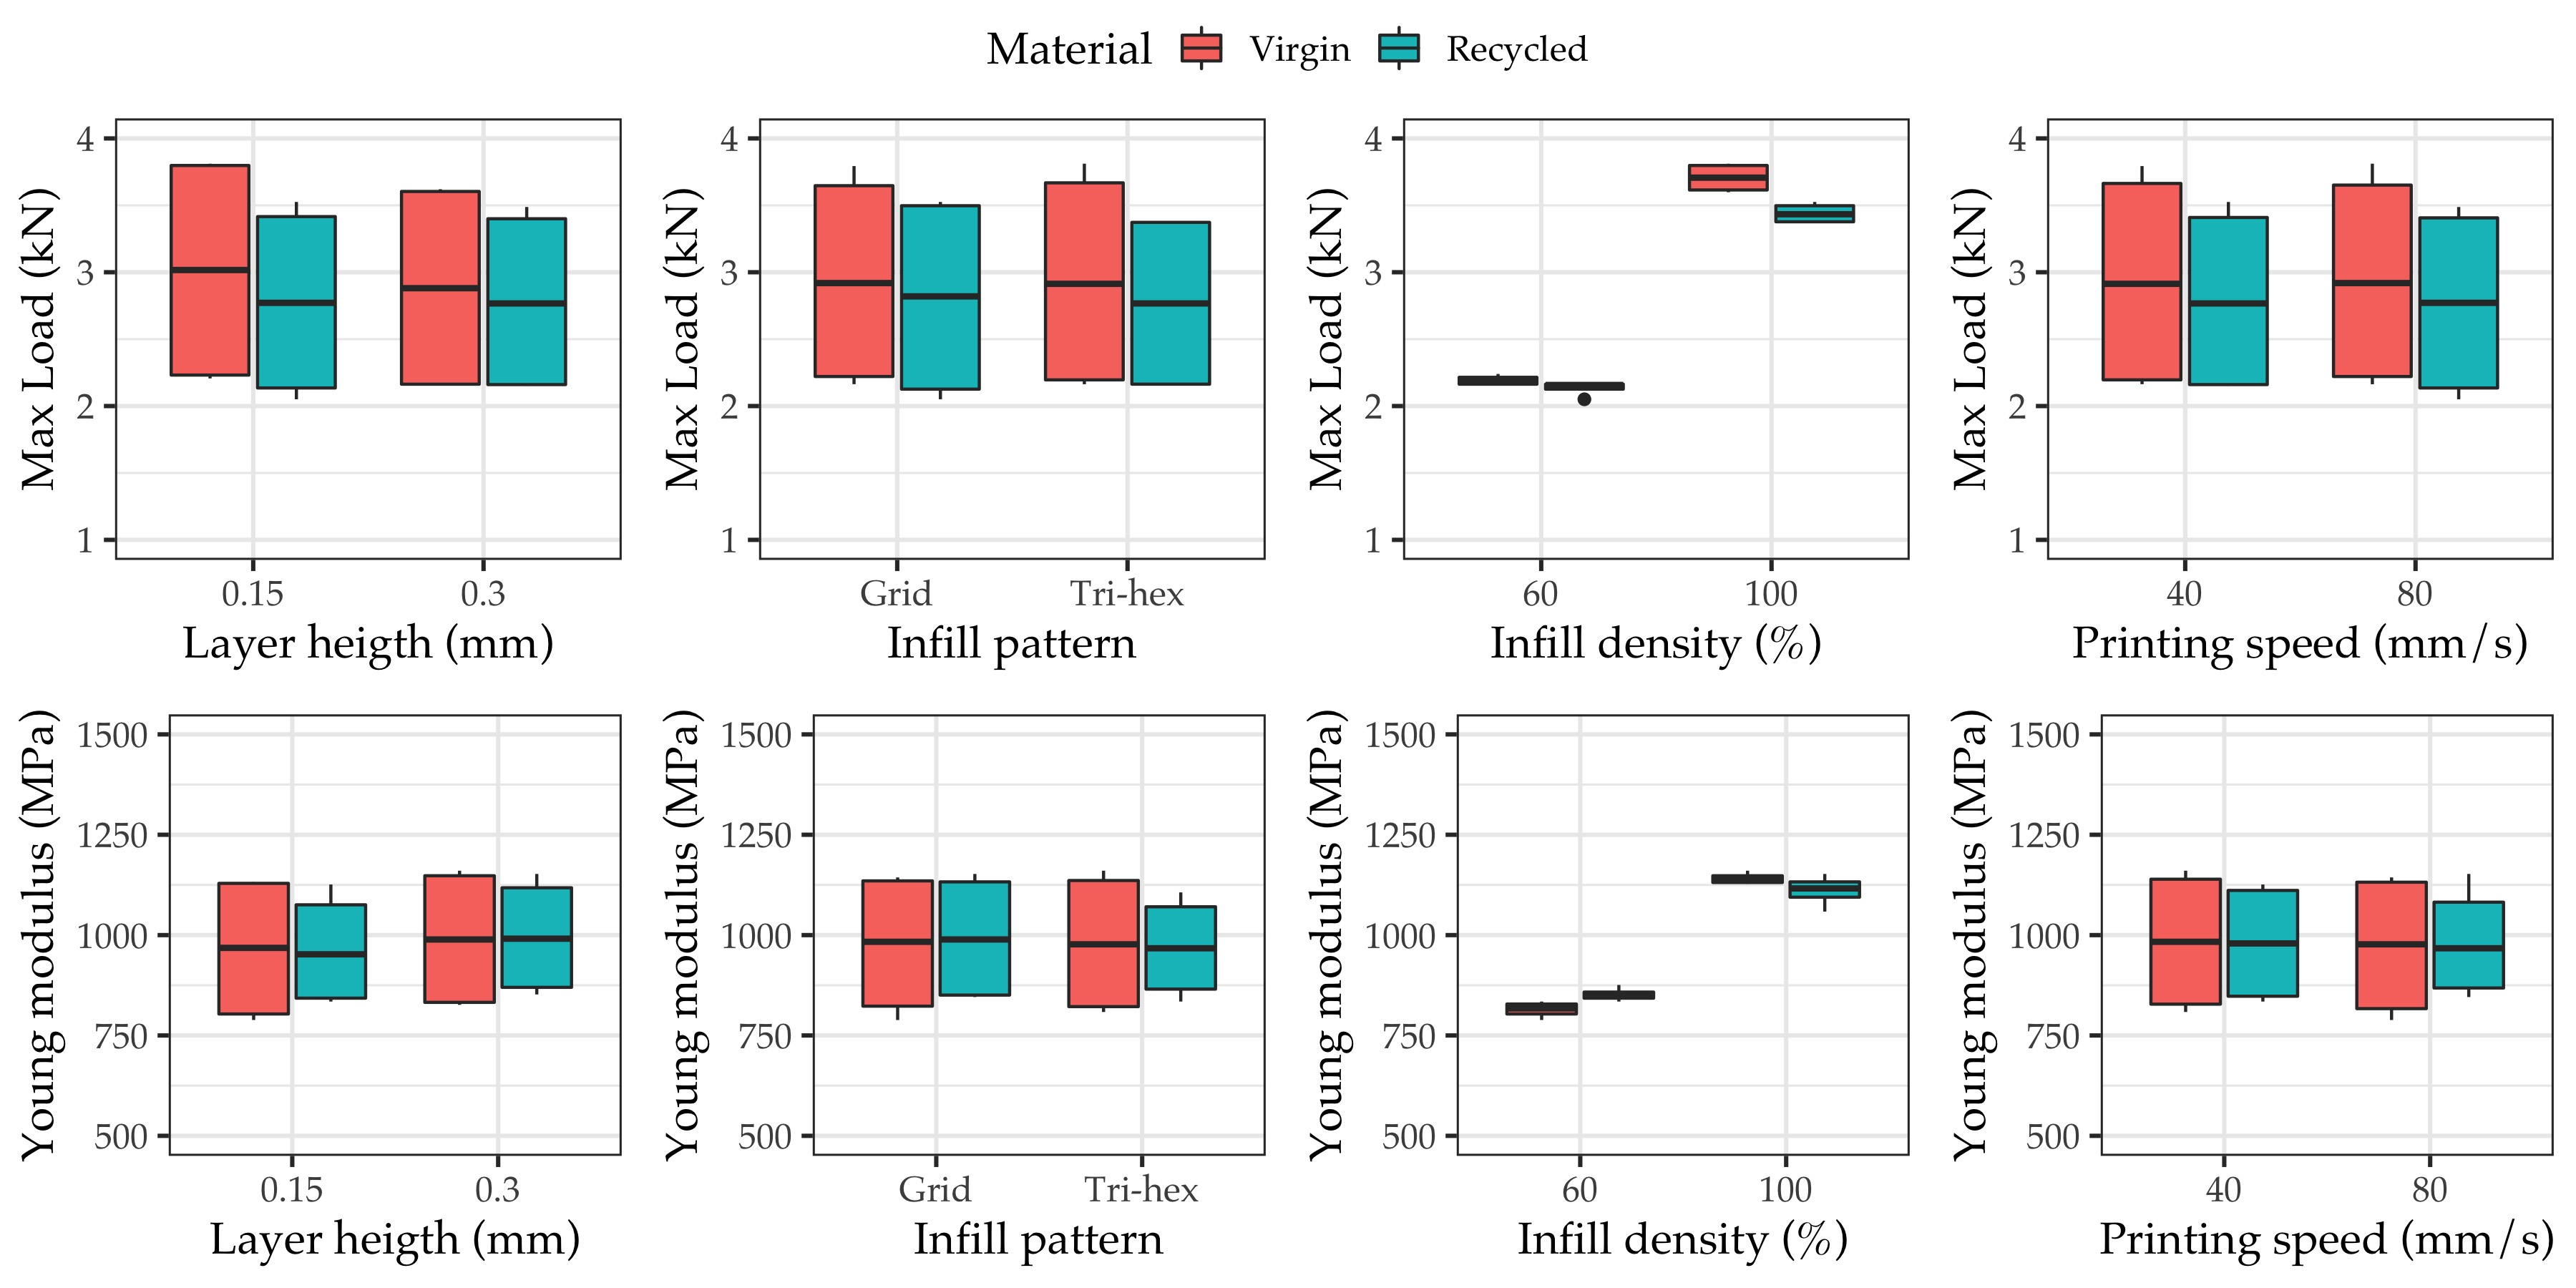 Material Virgin Recycled
Max Load (kN)
4
3
2
1
0.15 0.3
Layer heigth (mm)
Max Load (kN)
4
3
2
1
Grid Tri-hex
Infill pattern
Max Load (kN)
4
3
2
1
60 100
Infill density (%)
Max Load (kN)
4
3
2
1
40 80
Printing speed (mm/s)
Young modulus (MPa)
1500
1250
1000
750
500
0.15 0.3
Layer heigth (mm)
Young modulus (MPa)
1500
1250
1000
750
500
Grid Tri-hex
Infill pattern
Young modulus (MPa)
1500
1250
1000
750
500
60 100
Infill density (%)
Young modulus (MPa)
1500
1250
1000
750
500
40 80
Printing speed (mm/s)